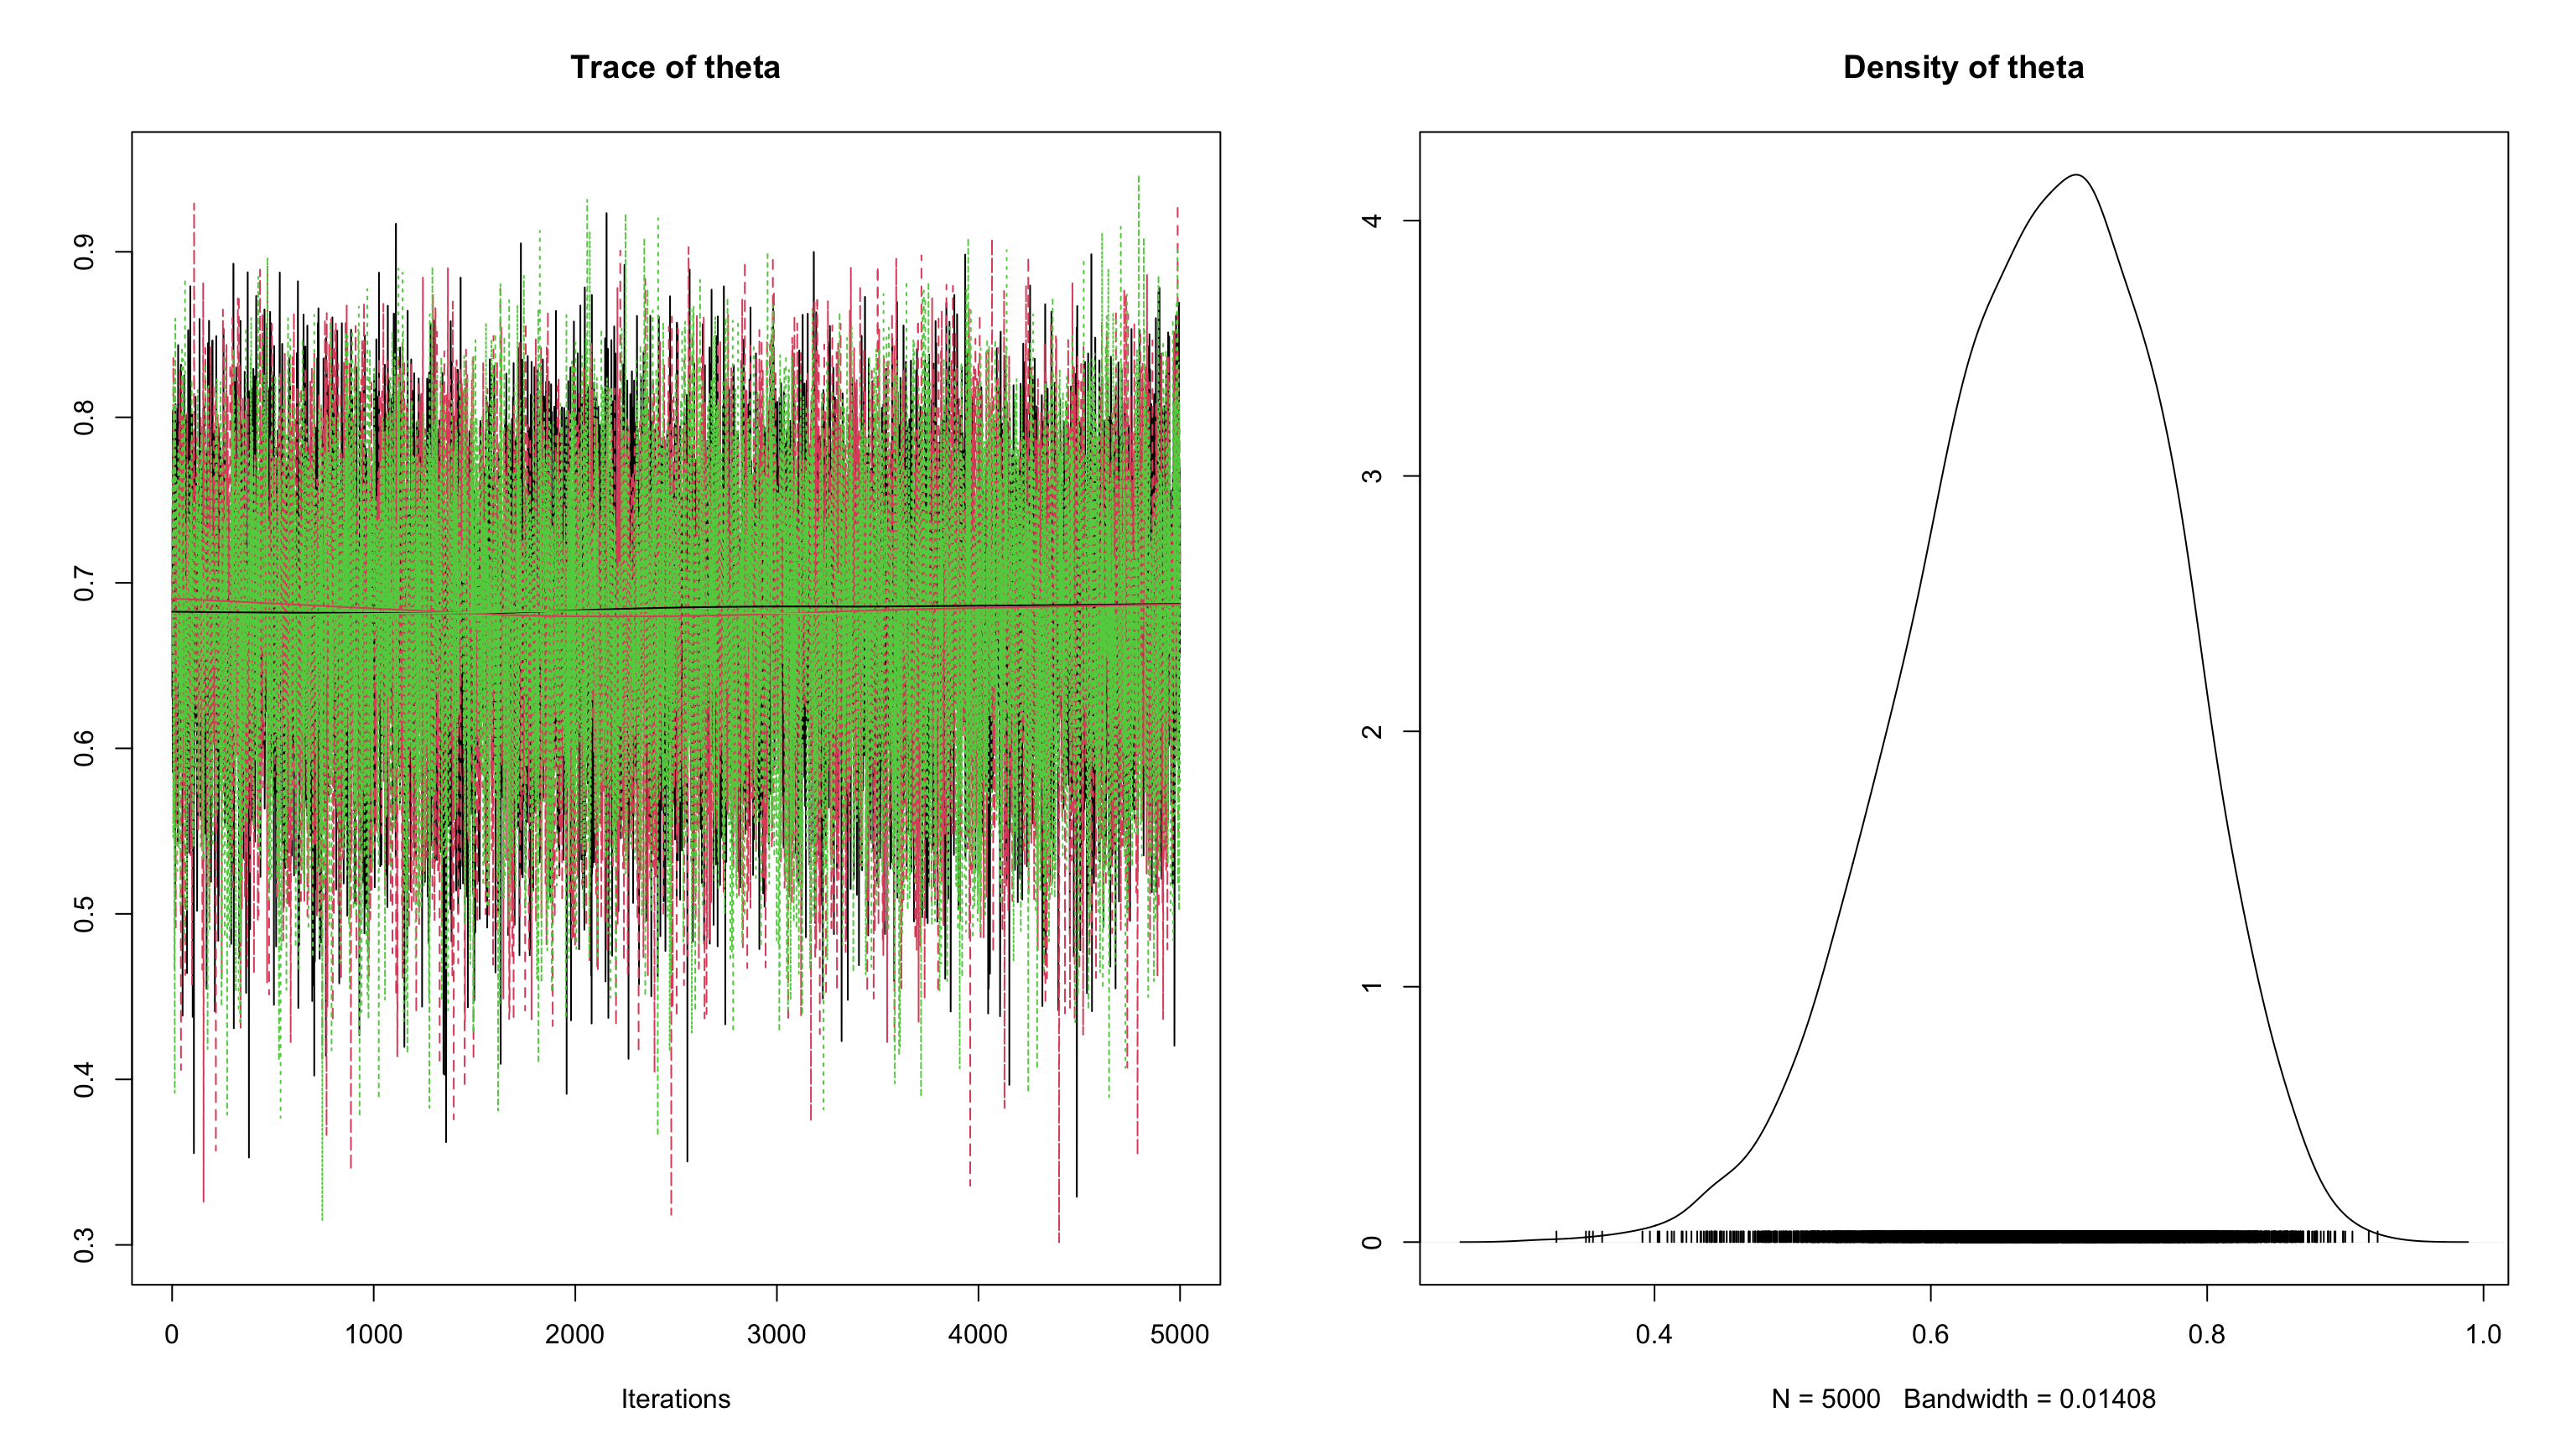 Trace of theta
0.9
0.8
0.7
0.6
0.5
0.4
0.3
0 1000 2000 3000 4000 5000
Iterations
Density of theta
4
3
2
1
0
0.4 0.6 0.8 1.0
N = 5000 Bandwidth = 0.01408